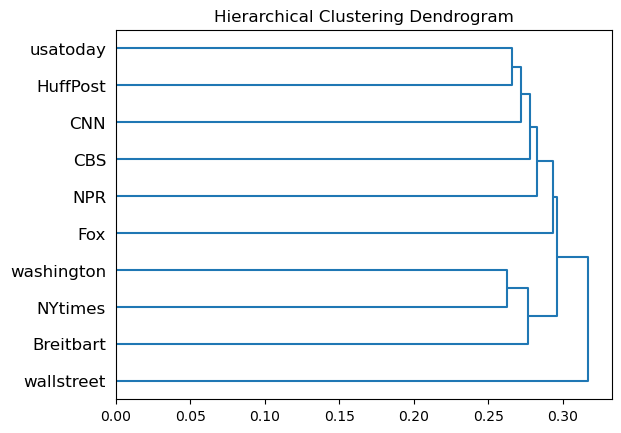 Hierarchical Clustering Dendrogram
usatoday
HuffPost
CNN
CBS
NPR
Fox
washington
NYtimes
Breitbart
wallstreet
0.00 0.05 0.10 0.15 0.20 0.25 0.30